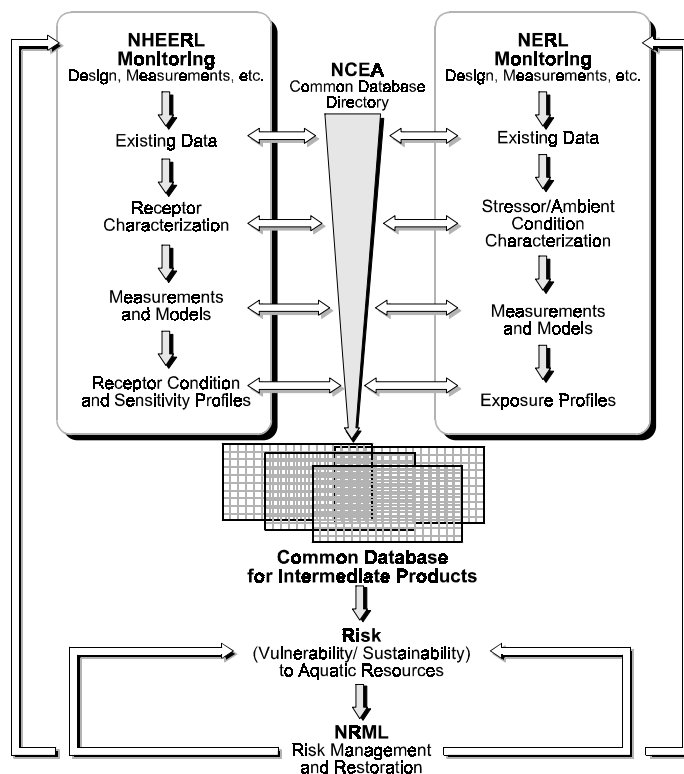 NHEERL
Monitoring
Design, Measurements, etc.
Existing Data
Receptor
Characterization
Measurements
and Models
Receptor Condition
and Sensitivity Profiles
NCEA
Common Database
Directory
NERL
Monitoring
Design, Measurements, etc.
Existing Data
Stressor/Ambient
Condition
Characterization
Measurements
and Models
Exposure Profiles
Common Database
for Intermediate Products
Risk
(Vulnerability/ Sustainability)
to Aquatic Resources
NRML
Risk Management
and Restoration